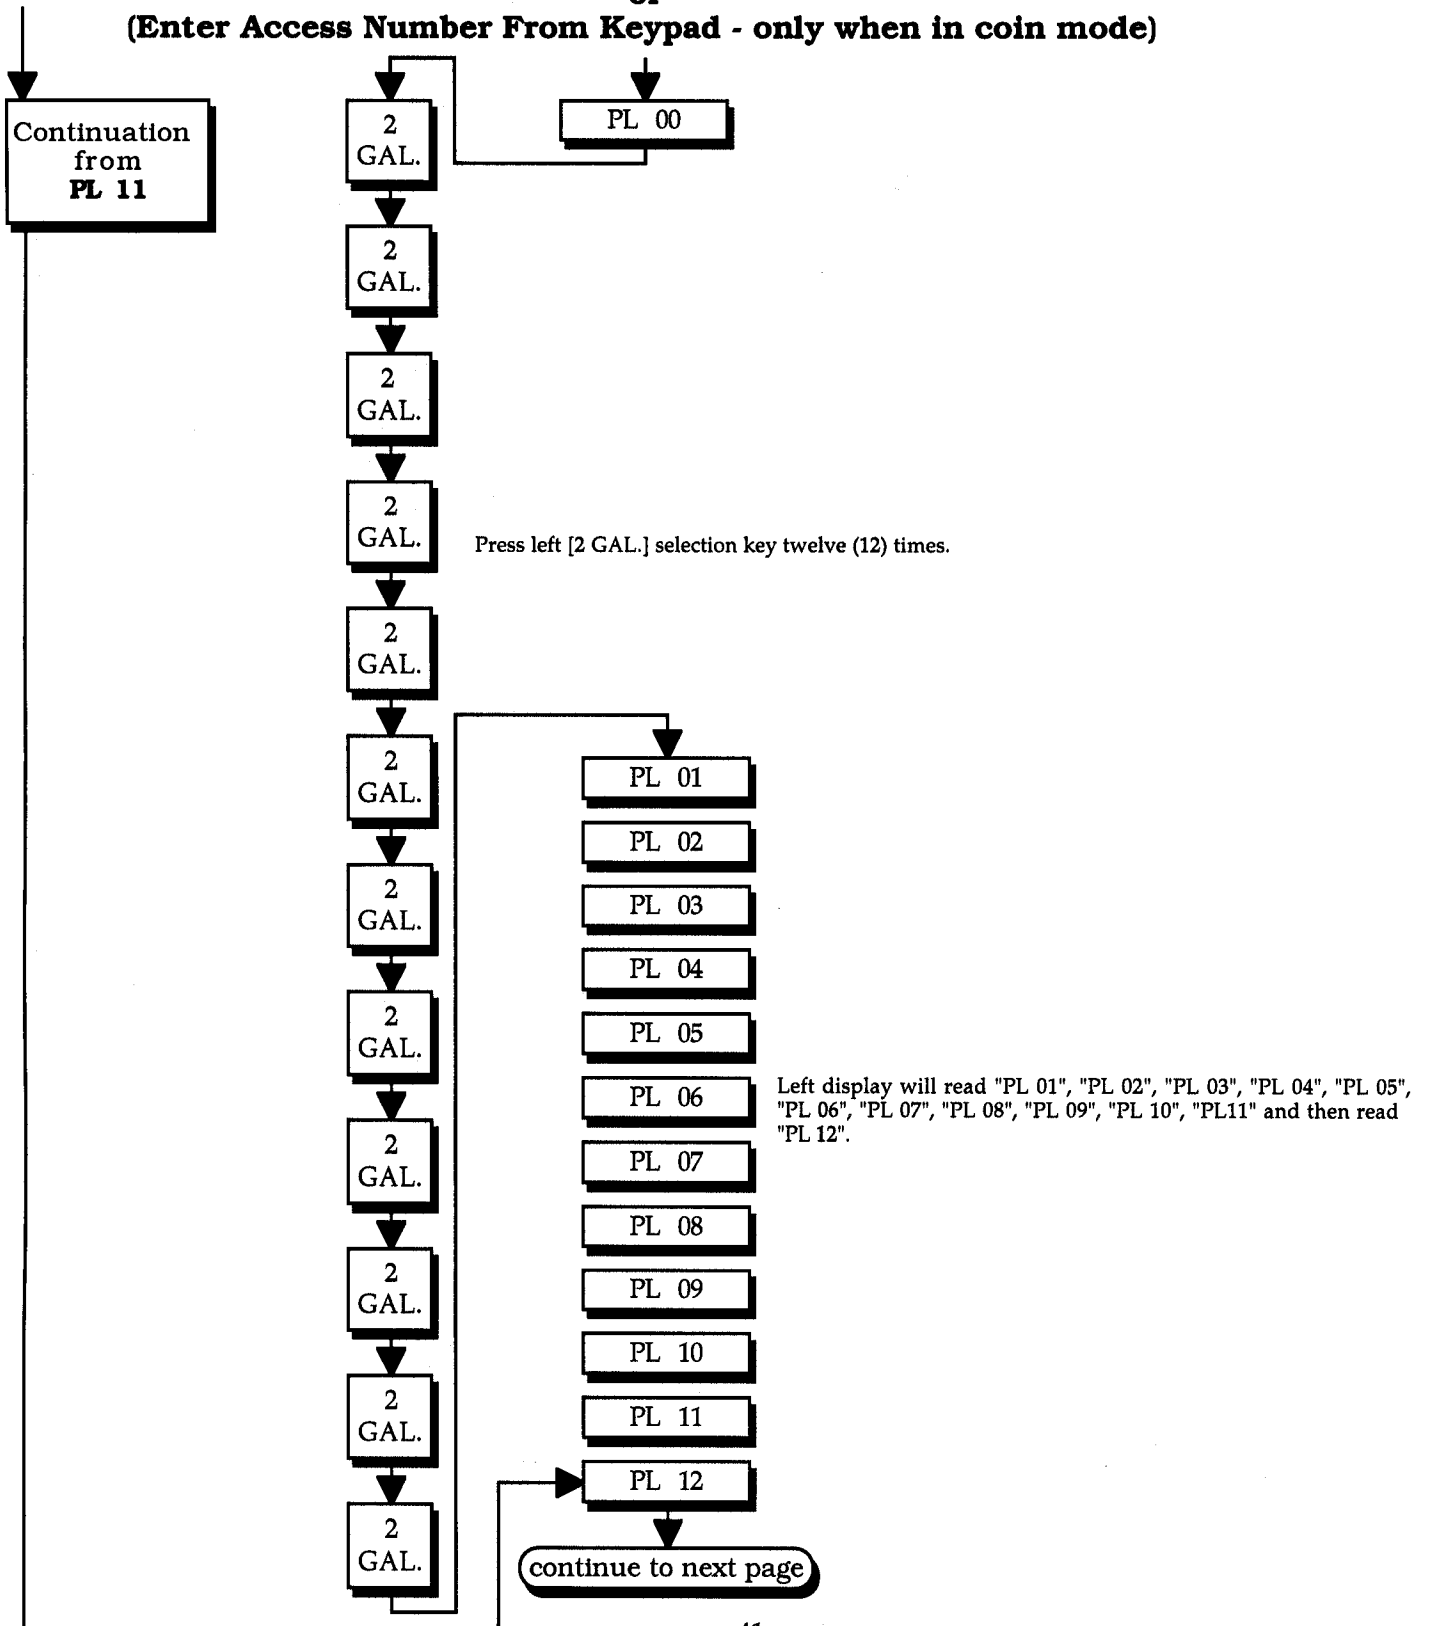 (Enter Access Number From Keypad - only when in coin mode)
Continuation
from
PL 11
2
GAL.
PL 00
2
GAL.
2
GAL.
2
GAL.
Press left [2 GAL.] selection key twelve (12) times.
2
GAL.
2
GAL.
2
GAL.
2
GAL.
2
GAL.
2
GAL.
2
GAL.
2
GAL.
PL 01
PL 02
PL 03
PL 04
PL 05
PL 06
PL 07
PL 08
PL 09
PL 10
PL 11
PL 12
Left display will read "PL 01", "PL 02", "PL 03", "PL 04", "PL 05",
"PL 06", "PL 07", "PL 08", "PL 09", "PL 10", "PL11" and then read
"PL 12".
continue to next page